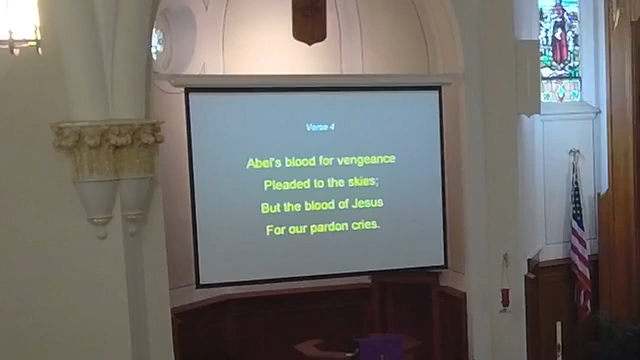 Verse 4
Abel's blood for vengeance
Pleaded to the skies;
But the blood of Jesus
For our pardon cries.